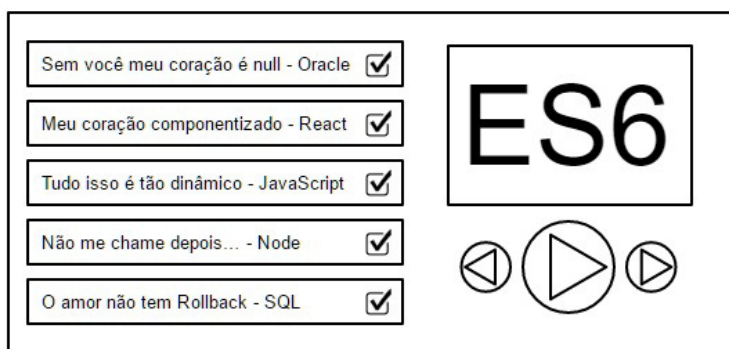 Sem você meu coração é null - Oracle
Meu coração componentizado - React
Tudo isso é tão dinâmico - JavaScript
Não me chame depois... - Node
O amor não tem Rollback - SQL
ES6